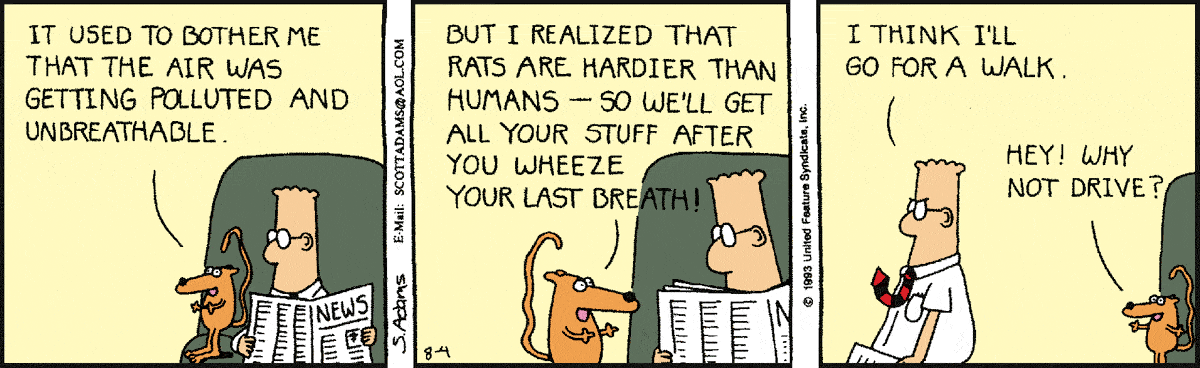 IT USED TO BOTHER ME
THAT THE AIR WAS
GETTING POLLUTED AND
UNBREATHABLE.
NEWS
S. Adams
E-Mail: SCOTTADAMS@AOL.COM
BUT I REALIZED THAT
RATS ARE HARDIER THAN
HUMANS — SO WE'LL GET
ALL YOUR STUFF AFTER
YOU WHEEZE
YOUR LAST BREATH!
N
8-4
© 1993 United Feature Syndicate, Inc.
I THINK I'LL
GO FOR A WALK.
HEY! WHY
NOT DRIVE?